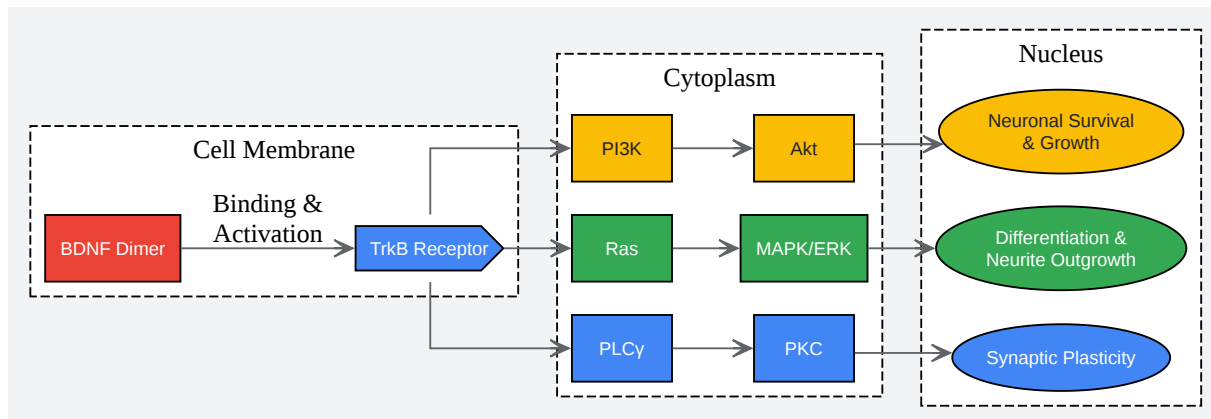 Cell Membrane
BDNF Dimer
Binding &
Activation
TrkB Receptor
Cytoplasm
PI3K
Akt
Ras
MAPK/ERK
PLCγ
PKC
Nucleus
Neuronal Survival
& Growth
Differentiation &
Neurite Outgrowth
Synaptic Plasticity